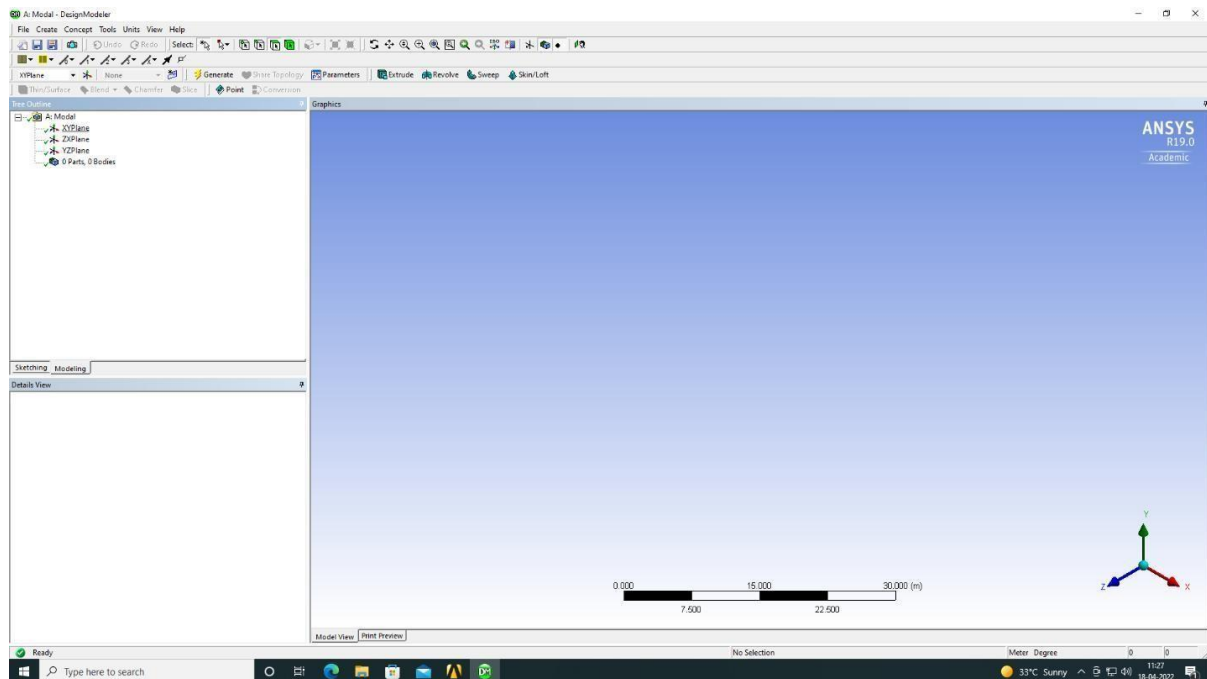 A: Modal - DesignModeler
File Create Concept Tools Units View Help
Undo Redo Select:
XYPlane None Generate Share Topology Parameters Extrude Revolve Sweep Skin/Loft
Thin/Surface Blend Chamfer Slice Point Conversion
Tree Outline Graphics
A: Modal
XYPlane
ZXPlane
YZPlane
0 Parts, 0 Bodies
ANSYS
R19.0
Academic
Sketching Modeling
Details View
Y
Z X
0.000 15.000 30.000 (m)
7.500 22.500
Model View Print Preview
Ready No Selection Meter Degree 0 0
Type here to search 33°C Sunny 11:27
18-04-2022